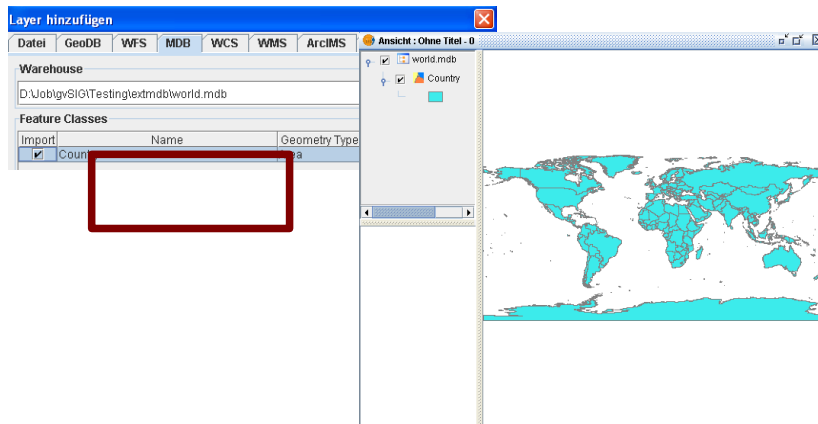 Layer hinzufügen
Datei GeoDB WFS MDB WCS WMS ArcIMS
Warehouse
D:\Job\gvSIG\Testing\extmdb\world.mdb
Feature Classes
Import Name Geometry Type
Ansicht : Ohne Titel - 0
world.mdb
Country